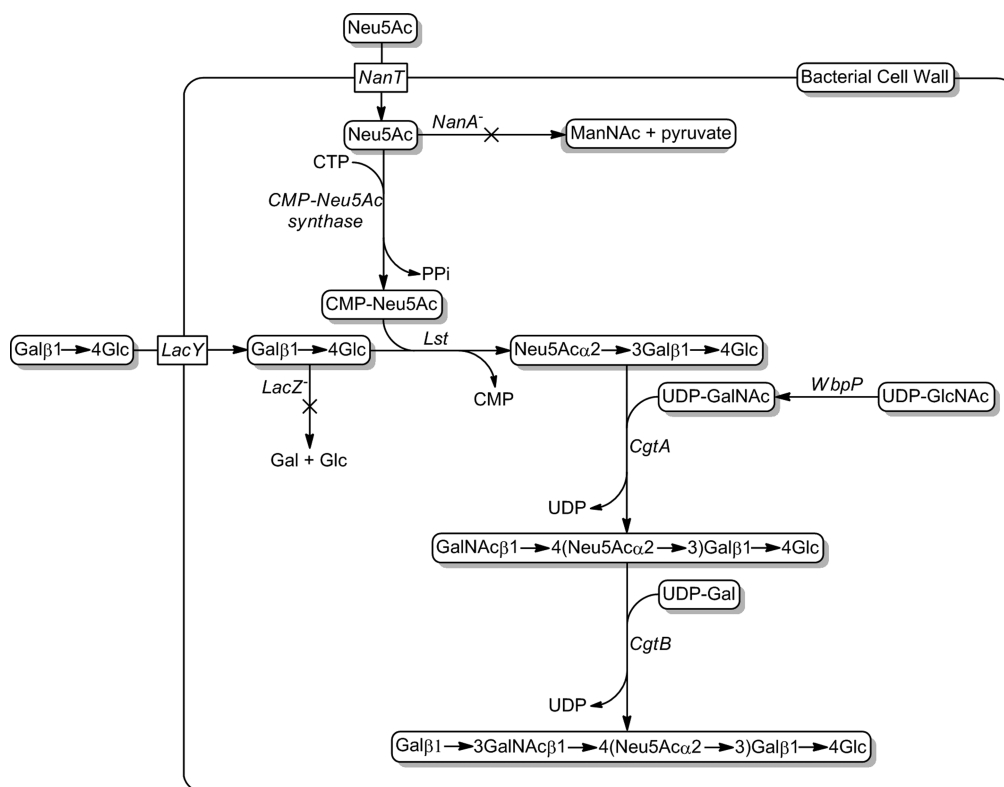 Neu5Ac
NanT
Bacterial Cell Wall
Neu5Ac
NanA⁻
ManNAc + pyruvate
CTP
CMP-Neu5Ac
synthase
PPi
CMP-Neu5Ac
Galβ1→4Glc
LacY
Galβ1→4Glc
Lst
Neu5Acα2→3Galβ1→4Glc
LacZ⁻
CMP
UDP-GalNAc
WbpP
UDP-GlcNAc
Gal + Glc
CgtA
UDP
GalNAcβ1→4(Neu5Acα2→3)Galβ1→4Glc
UDP-Gal
CgtB
UDP
Galβ1→3GalNAcβ1→4(Neu5Acα2→3)Galβ1→4Glc